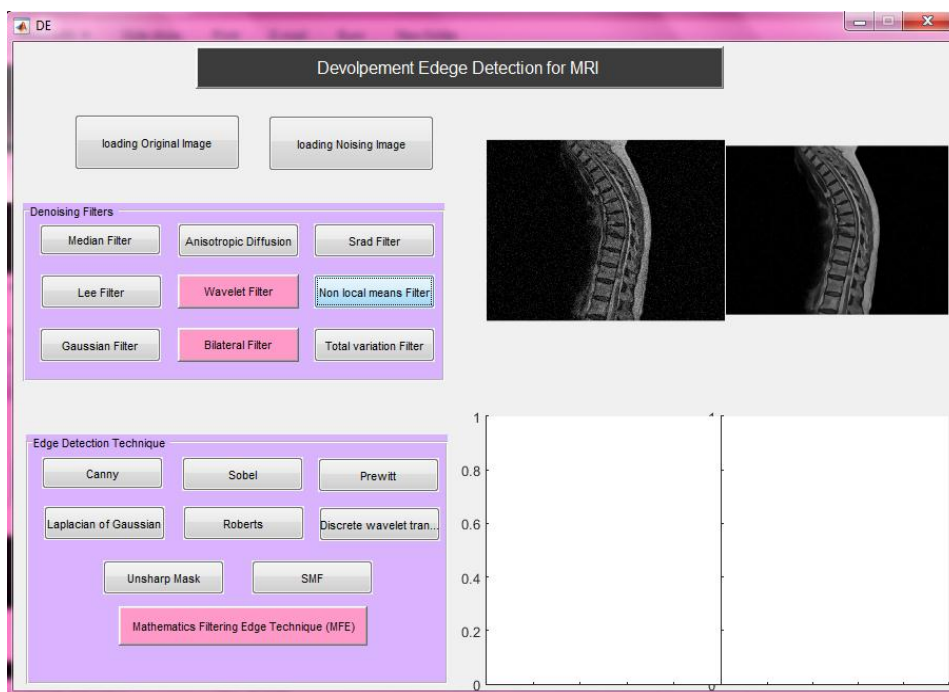 DE
Devolpement Edege Detection for MRI
loading Original Image
loading Noising Image
Denoising Filters
Median Filter
Anisotropic Diffusion
Srad Filter
Lee Filter
Wavelet Filter
Non local means Filter
Gaussian Filter
Bilateral Filter
Total variation Filter
Edge Detection Technique
Canny
Sobel
Prewitt
Laplacian of Gaussian
Roberts
Discrete wavelet tran...
Unsharp Mask
SMF
Mathematics Filtering Edge Technique (MFE)
1
0.8
0.6
0.4
0.2
0